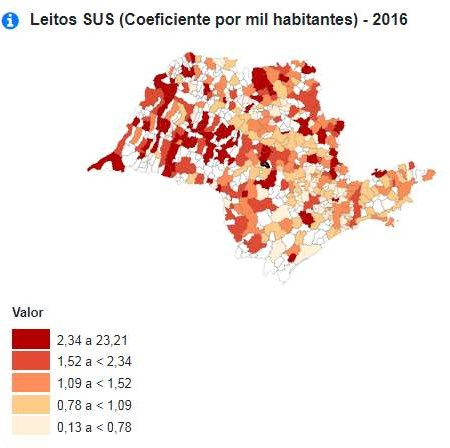 i Leitos SUS (Coeficiente por mil habitantes) - 2016
Valor
2,34 a 23,21
1,52 a < 2,34
1,09 a < 1,52
0,78 a < 1,09
0,13 a < 0,78